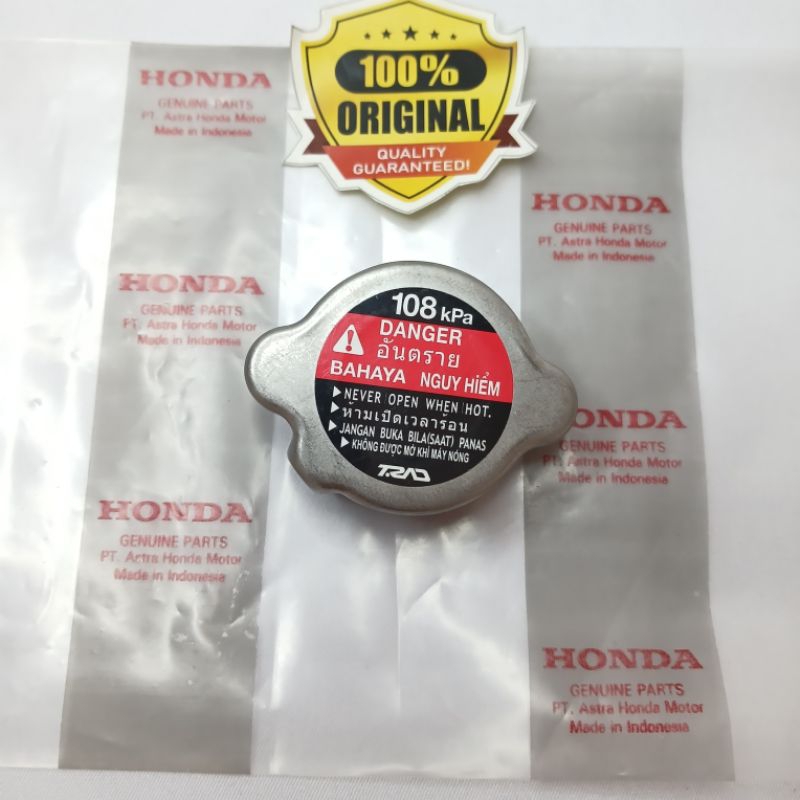 100%
ORIGINAL
QUALITY
GUARANTEED!
HONDA
GENUINE PARTS
PT. Astra Honda Motor
Made in Indonesia
HONDA
GENUINE PARTS
PT. Astra Honda Motor
Made in Indonesia
HONDA
GENUINE PARTS
PT. Astra Honda Motor
Made in Indonesia
108 kPa
DANGER
อันตราย
BAHAYA NGUY HIỂM
NEVER OPEN WHEN HOT.
ห้ามเปิดเวลาร้อน
JANGAN BUKA BILA(SAAT) PANAS
KHÔNG ĐƯỢC MỞ KHI MÁY NÓNG
T.RAD
HONDA
GENUINE PARTS
PT. Astra Honda Motor
Made in Indonesia
HONDA
GENUINE PARTS
PT. Astra Honda Motor
Made in Indonesia
HONDA
GENUINE PARTS
PT. Astra Honda Motor
Made in Indonesia